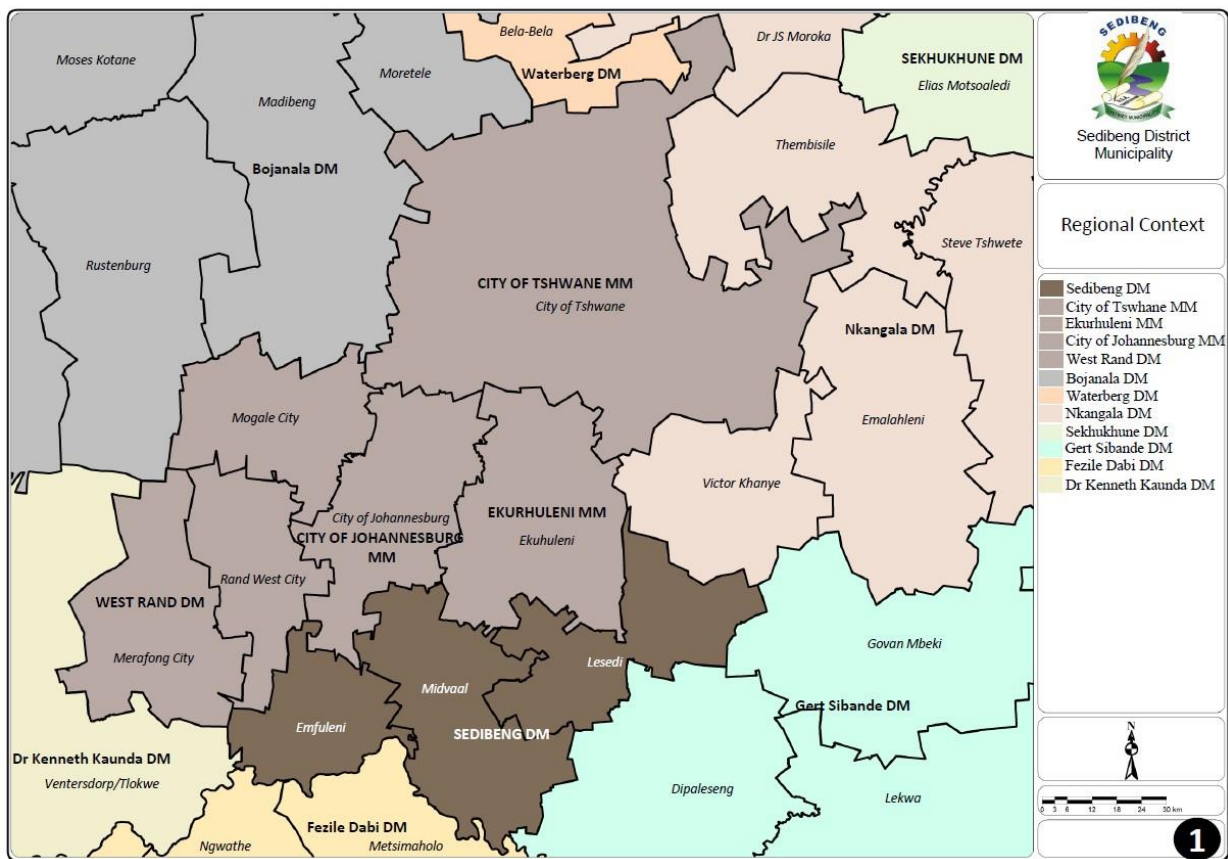 Moses Kotane
Madibeng
Moretele
Bela-Bela
Waterberg DM
Dr JS Moroka
SEKHUKHUNE DM
Elias Motsoaledi
Bojanala DM
Thembisile
Steve Tshwete
Rustenburg
CITY OF TSHWANE MM
City of Tshwane
Nkangala DM
Mogale City
Emalahleni
Victor Khanye
City of Johannesburg
CITY OF JOHANNESBURG
MM
EKURHULENI MM
Ekuhuleni
Rand West City
WEST RAND DM
Merafong City
Lesedi
Govan Mbeki
Midvaal
Emfuleni
SEDIBENG DM
Gert Sibande DM
Dr Kenneth Kaunda DM
Ventersdorp/Tlokwe
Dipaleseng
Lekwa
Fezile Dabi DM
Ngwathe
Metsimaholo
SEDIBENG
DISTRICT MUNICIPALITY
Sedibeng District
Municipality
Regional Context
Sedibeng DM
City of Tswhane MM
Ekurhuleni MM
City of Johannesburg MM
West Rand DM
Bojanala DM
Waterberg DM
Nkangala DM
Sekhukhune DM
Gert Sibande DM
Fezile Dabi DM
Dr Kenneth Kaunda DM
N
0 3 6 12 18 24 30 km
1